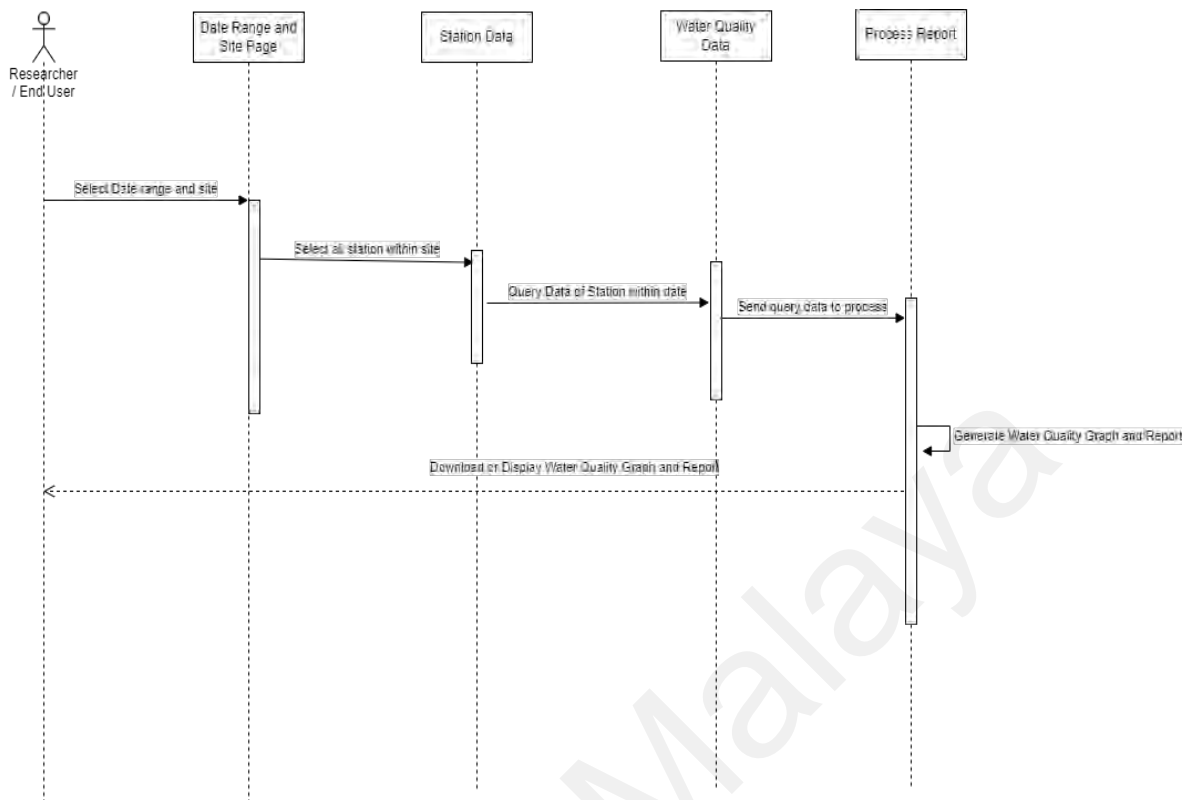 Date Range and
Site Page
Station Data
Water Quality
Data
Process Report
Researcher
/ End User
Select Date range and site
Select all station within site
Query Data of Station within date
Send query data to process
Generate Water Quality Graph and Report
Download or Display Water Quality Graph and Report
Malaya